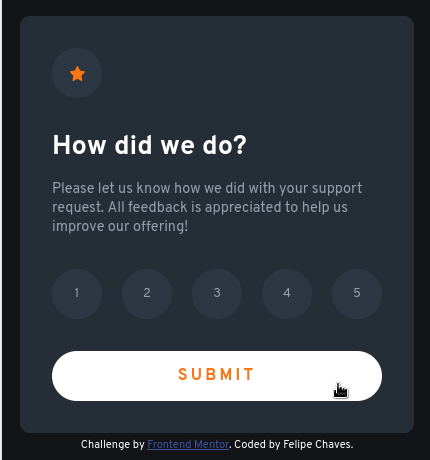 How did we do?
Please let us know how we did with your support
request. All feedback is appreciated to help us
improve our offering!
1 2 3 4 5
SUBMIT
Challenge by Frontend Mentor. Coded by Felipe Chaves.